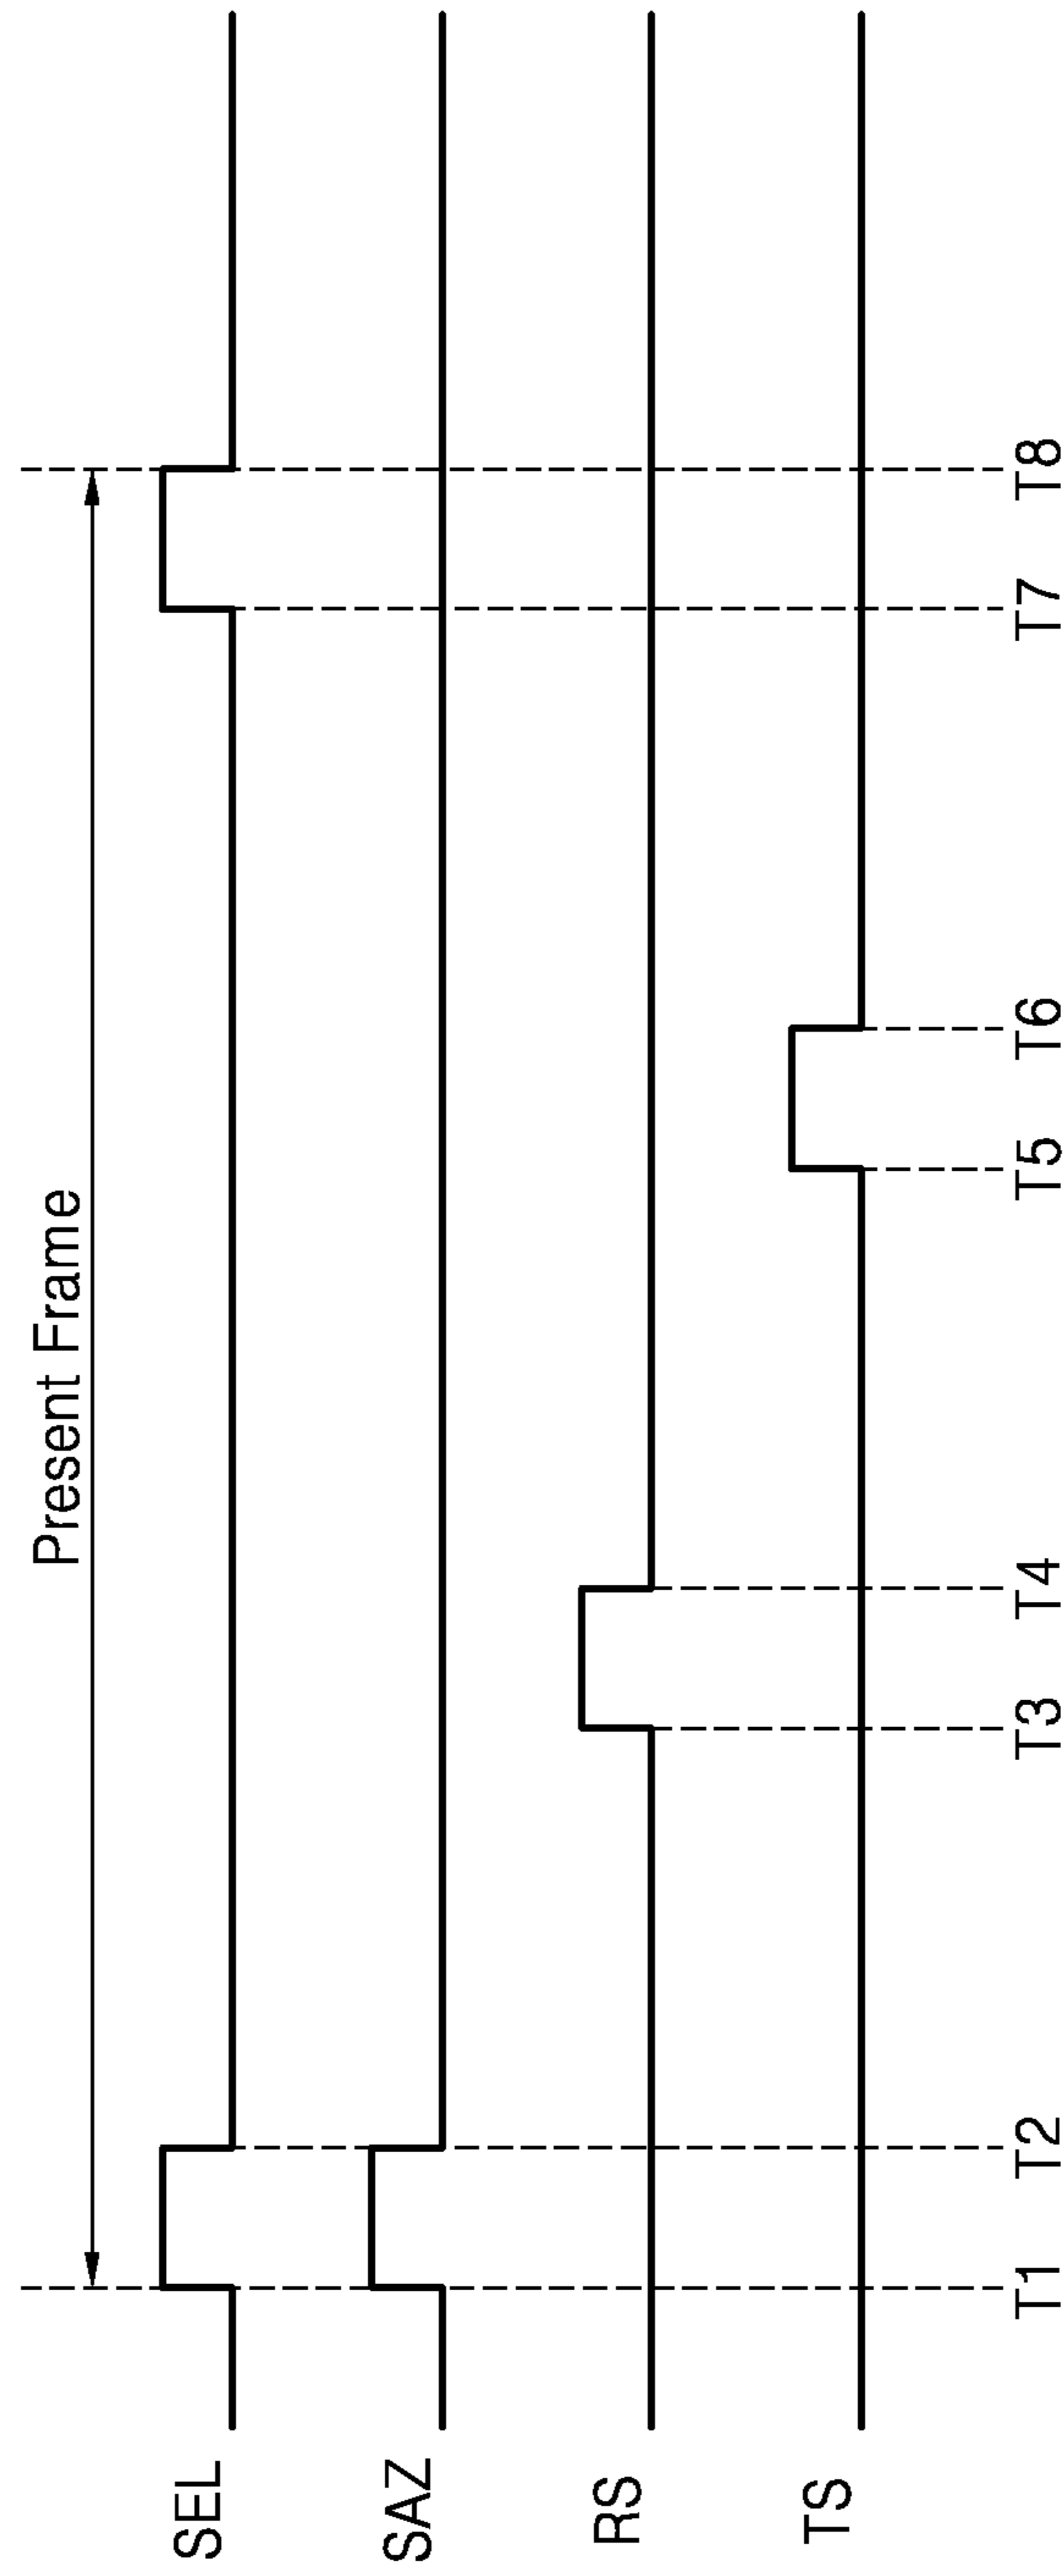 Present Frame
SEL
SAZ
RS
TS
T1 T2 T3 T4 T5 T6 T7 T8